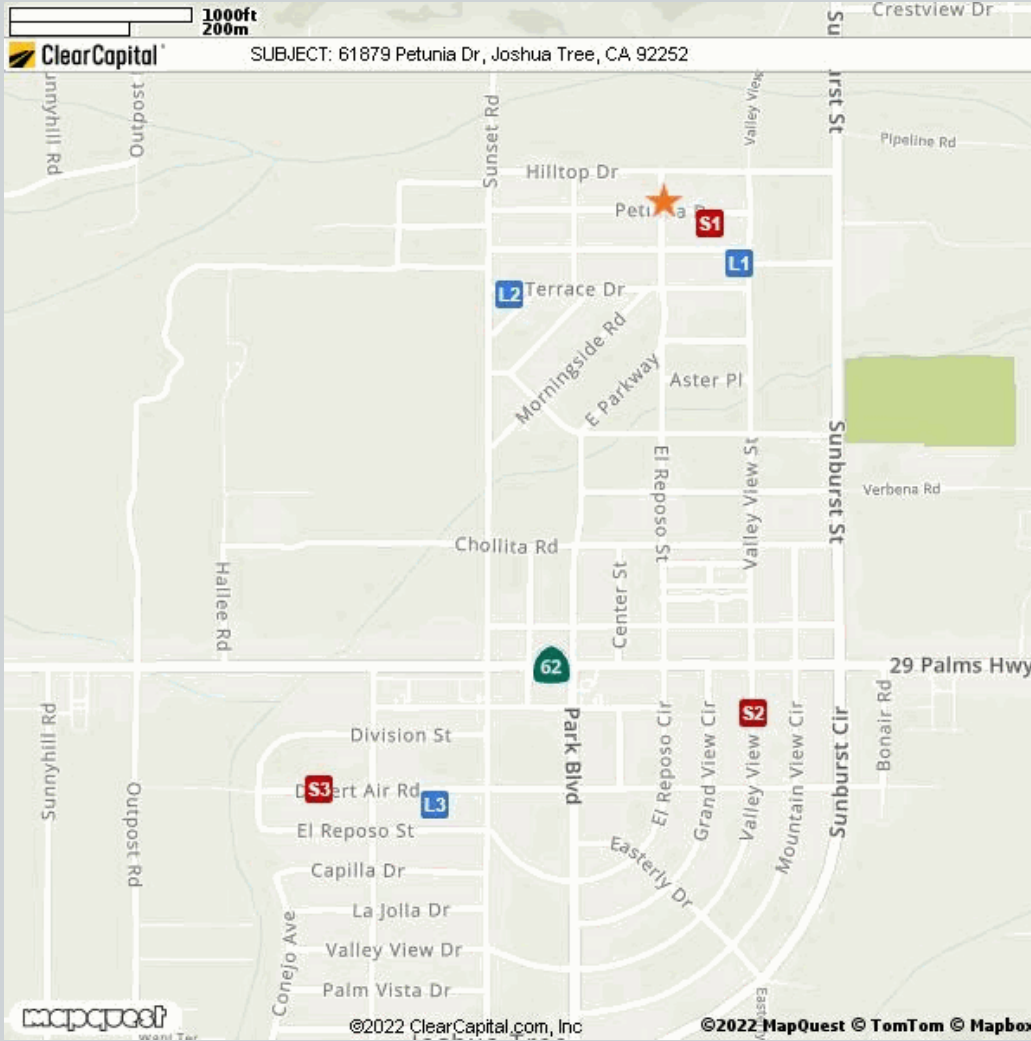 1000ft
200m
Crestview Dr
ClearCapital
SUBJECT: 61879 Petunia Dr, Joshua Tree, CA 92252
Outpost
Sunset Rd
Valley View
Pipeline Rd
Hilltop Dr
S1
L1
L2
Terrace Dr
Morningside Rd
E Parkway
Aster Pl
Sunburst St
El Reposo St
Valley View St
Verbena Rd
Chollita Rd
Hallee Rd
Center St
62
29 Palms Hwy
Sunnyhill Rd
Outpost Rd
Division St
Park Blvd
El Reposo Cir
Grand View Cir
S2
Valley View
Mountain View Cir
Sunburst Cir
Bonair Rd
S3
Air Rd
L3
El Reposo St
Easterly Dr
Capilla Dr
La Jolla Dr
Conejo Ave
Valley View Dr
Palm Vista Dr
mapquest
©2022 ClearCapital.com, Inc
©2022 MapQuest © TomTom © Mapbox